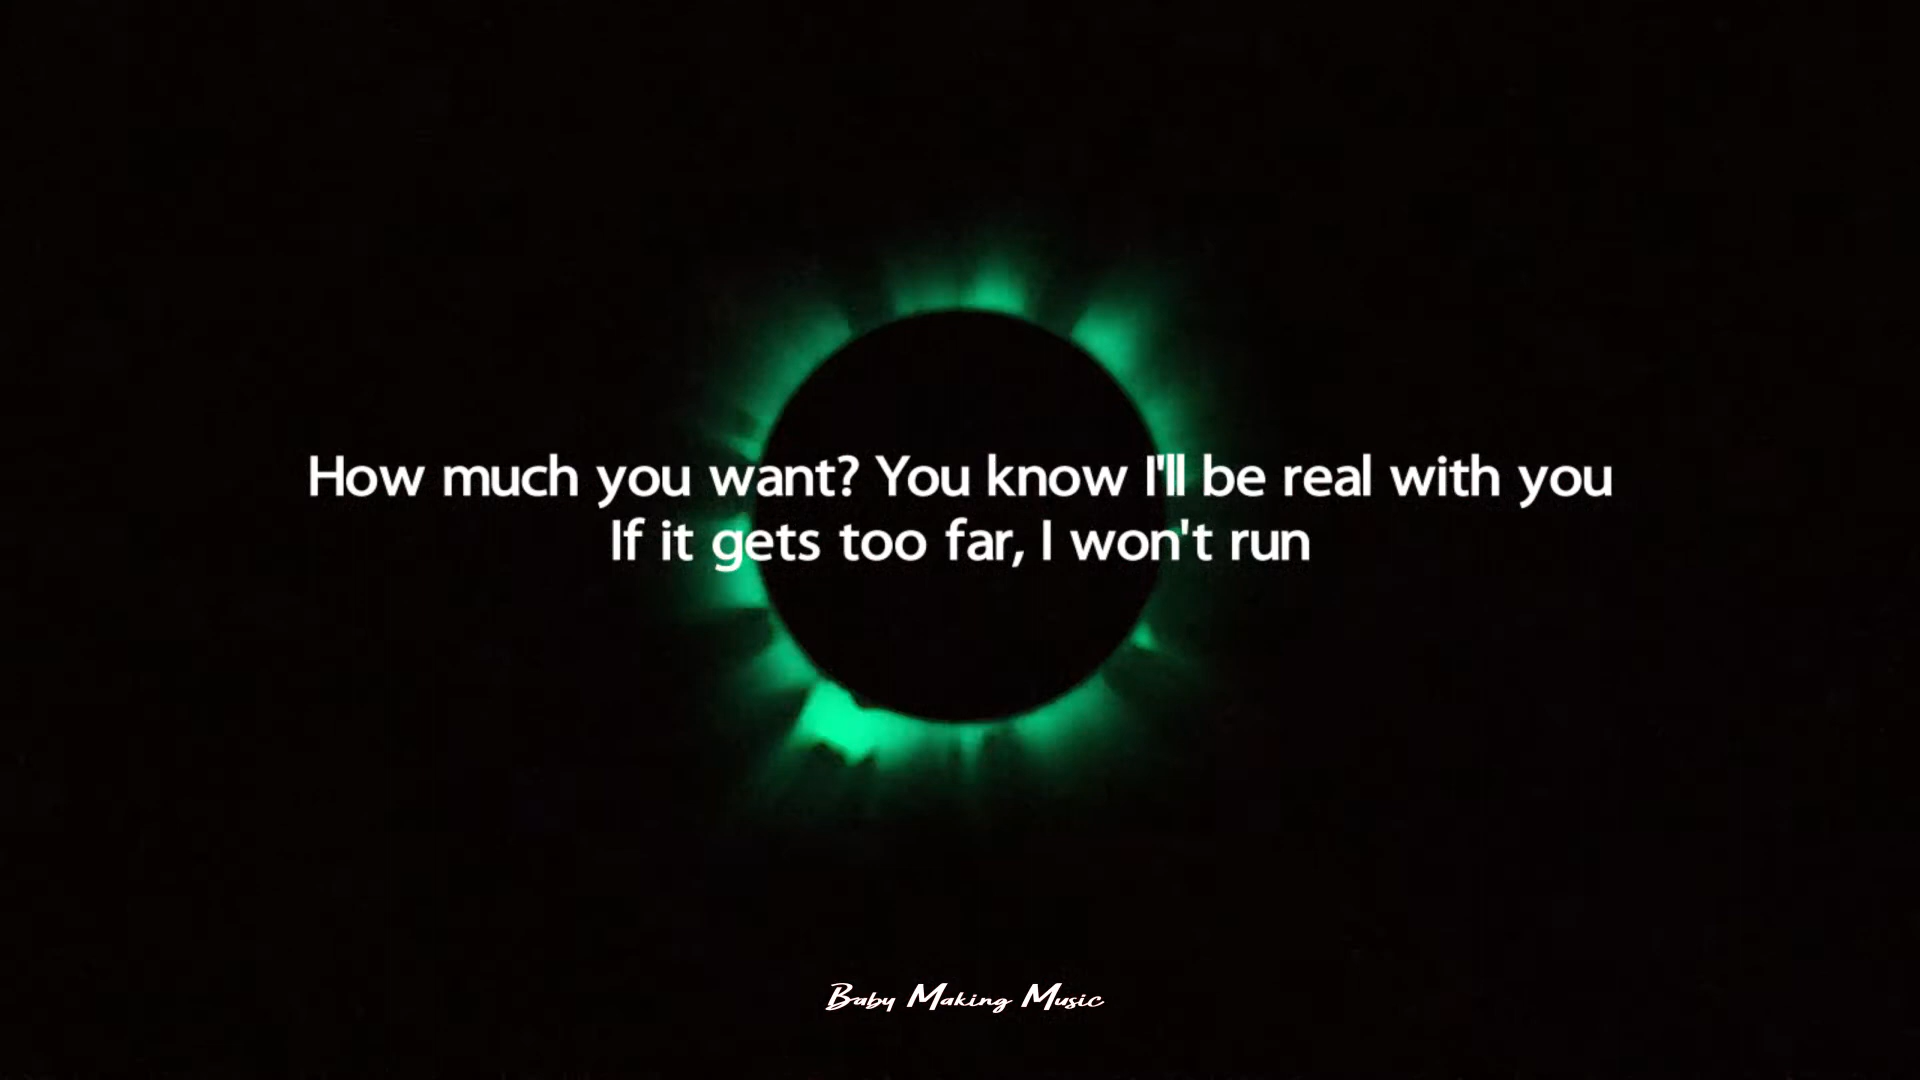 How much you want? You know I'll be real with you
If it gets too far, I won't run
Baby Making Music